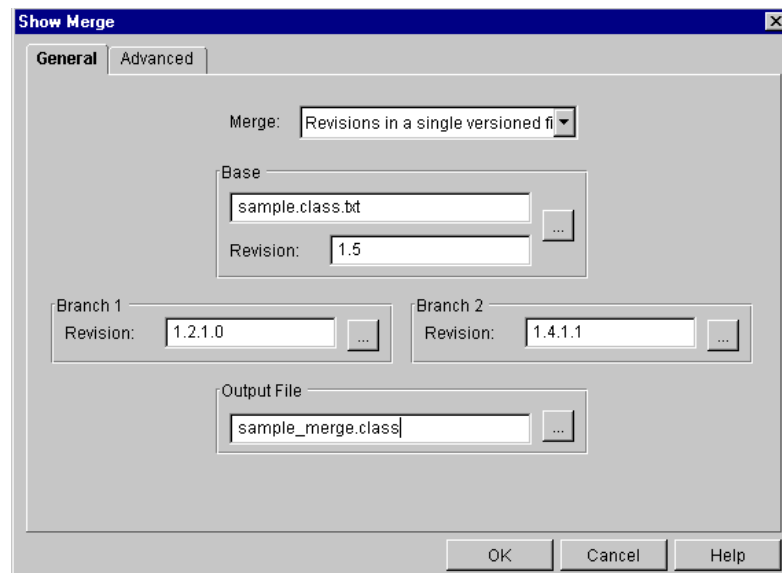 Show Merge
General Advanced
Merge: Revisions in a single versioned fi
Base
sample.class.txt
...
Revision: 1.5
Branch 1
Revision: 1.2.1.0 ...
Branch 2
Revision: 1.4.1.1 ...
Output File
sample_merge.class ...
OK Cancel Help